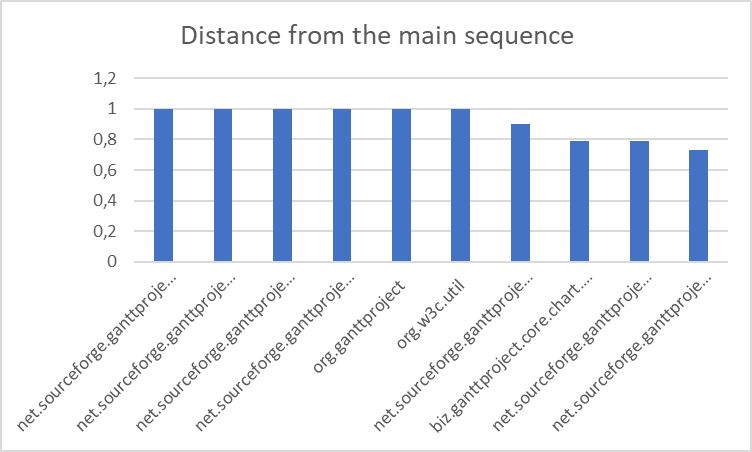 Distance from the main sequence
1,2
1
0,8
0,6
0,4
0,2
0
net.sourceforge.ganttproje...
net.sourceforge.ganttproje...
net.sourceforge.ganttproje...
net.sourceforge.ganttproje...
org.ganttproject
org.w3c.util
net.sourceforge.ganttproje...
biz.ganttproject.core.chart....
net.sourceforge.ganttproje...
net.sourceforge.ganttproje...